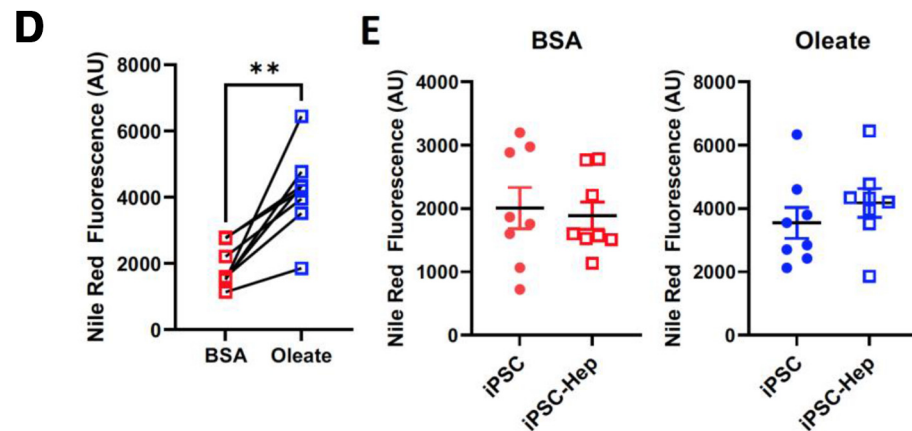 D
Nile Red Fluorescence (AU)
8000
6000
4000
2000
0
**
BSA
Oleate
E
BSA
Nile Red Fluorescence (AU)
4000
3000
2000
1000
0
iPSC
iPSC-Hep
Oleate
Nile Red Fluorescence (AU)
8000
6000
4000
2000
0
iPSC
iPSC-Hep